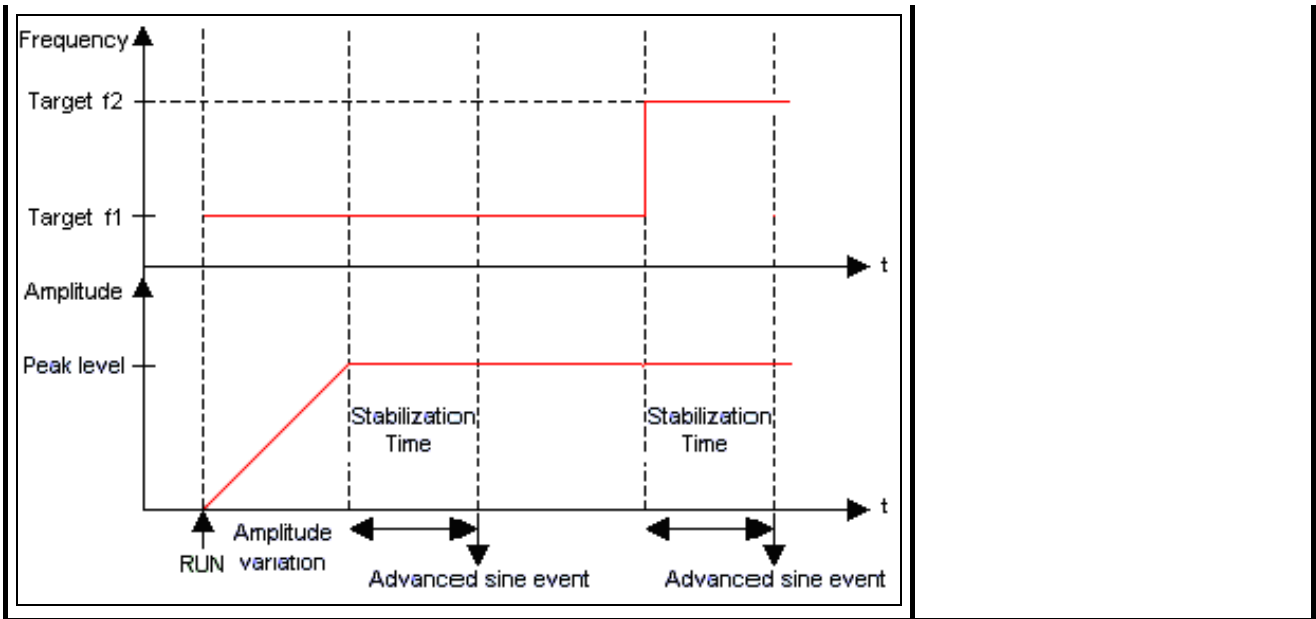 Frequency
Target f2
Target f1
t
Amplitude
Peak level
Stabilization
Time
Stabilization
Time
t
RUN
Amplitude
variation
Advanced sine event
Advanced sine event